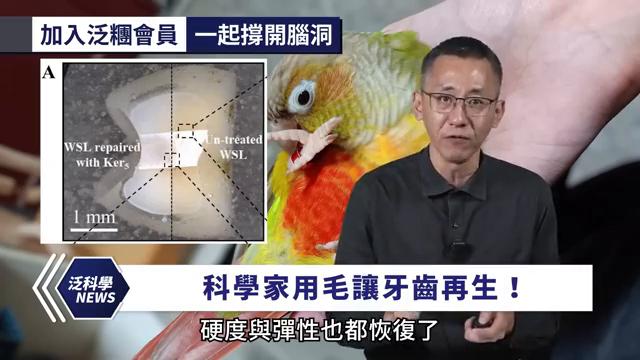 加入泛糰會員 一起撐開腦洞
A
WSL repaired
with Ker5
Un-treated
WSL
1 mm
泛科學
NEWS
科學家用毛讓牙齒再生！
硬度與彈性也都恢復了